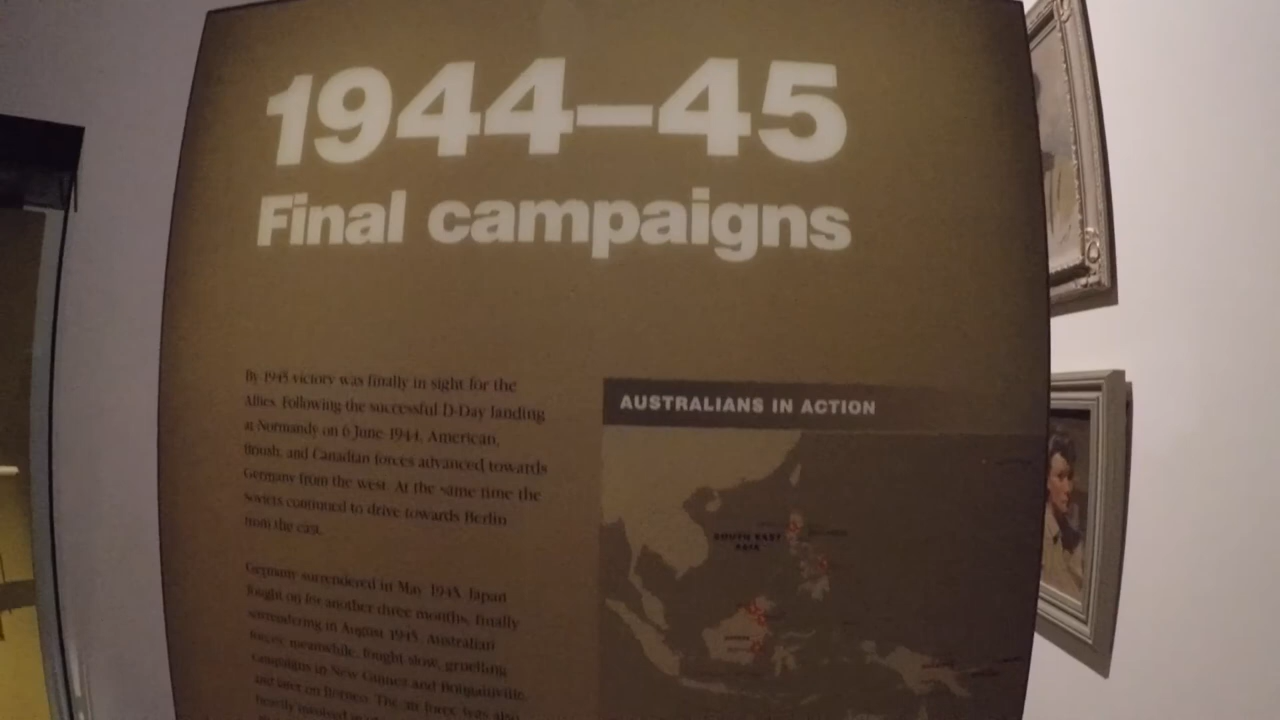 1944–45
Final campaigns
By 1945 victory was finally in sight for the
Allies. Following the successful D-Day landing
at Normandy on 6 June 1944, American,
British, and Canadian forces advanced towards
Germany from the west. At the same time the
Soviets continued to drive towards Berlin
from the east.
Germany surrendered in May 1945. Japan
fought on for another three months, finally
surrendering in August 1945. Australian
forces, meanwhile, fought slow, gruelling
campaigns in New Guinea and Bougainville,
and later on Borneo. The air force was also
heavily involved
AUSTRALIANS IN ACTION
SOUTH EAST
ASIA